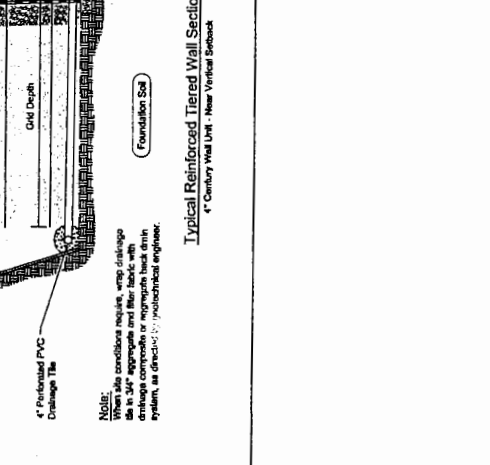 Grid Depth
4" Perforated PVC
Drainage Tile
Foundation Soil
Note:
When site conditions require, wrap drainage
tile in 3/4" aggregate and filter fabric with
drainage composite or aggregate back drain
system, as directed by geotechnical engineer.
Typical Reinforced Tiered Wall Sectio
4" Century Wall Unit - Near Vertical Setback